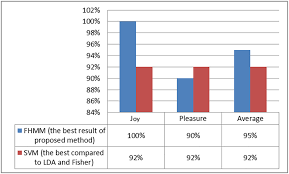 102%
100%
98%
96%
94%
92%
90%
88%
86%
84%
Joy Pleasure Average
FHMM (the best result of
proposed method) 100% 90% 95%
SVM (the best compared
to LDA and Fisher) 92% 92% 92%